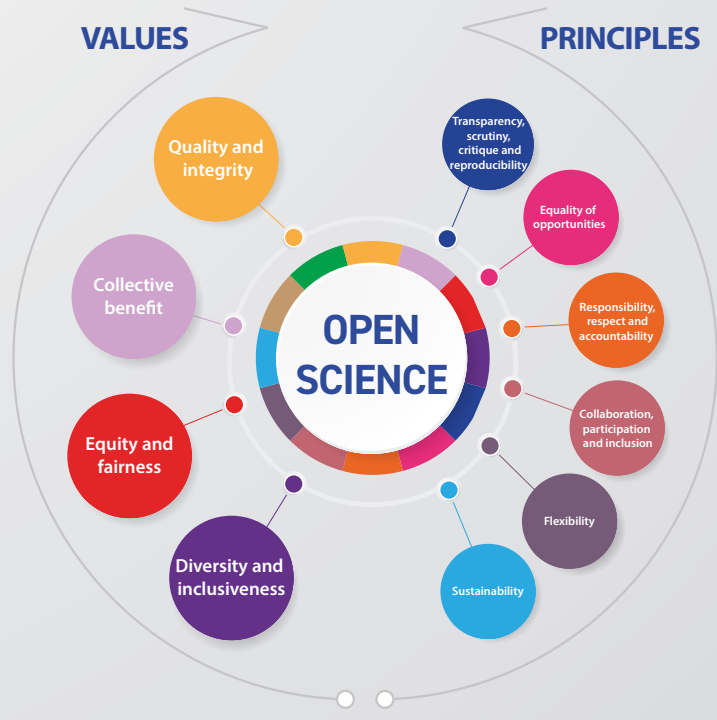 VALUES
PRINCIPLES
Quality and
integrity
Collective
benefit
Equity and
fairness
Diversity and
inclusiveness
OPEN
SCIENCE
Transparency,
scrutiny,
critique and
reproducibility
Equality of
opportunities
Responsibility,
respect and
accountability
Collaboration,
participation
and inclusion
Flexibility
Sustainability